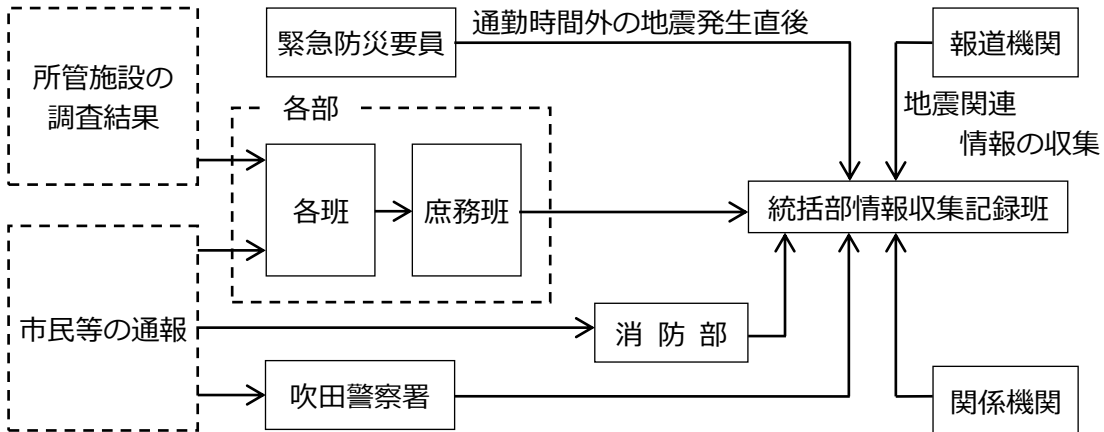 通勤時間外の地震発生直後
緊急防災要員
報道機関
所管施設の
調査結果
各部
地震関連
情報の収集
各班
庶務班
統括部情報収集記録班
市民等の通報
消 防 部
吹田警察署
関係機関